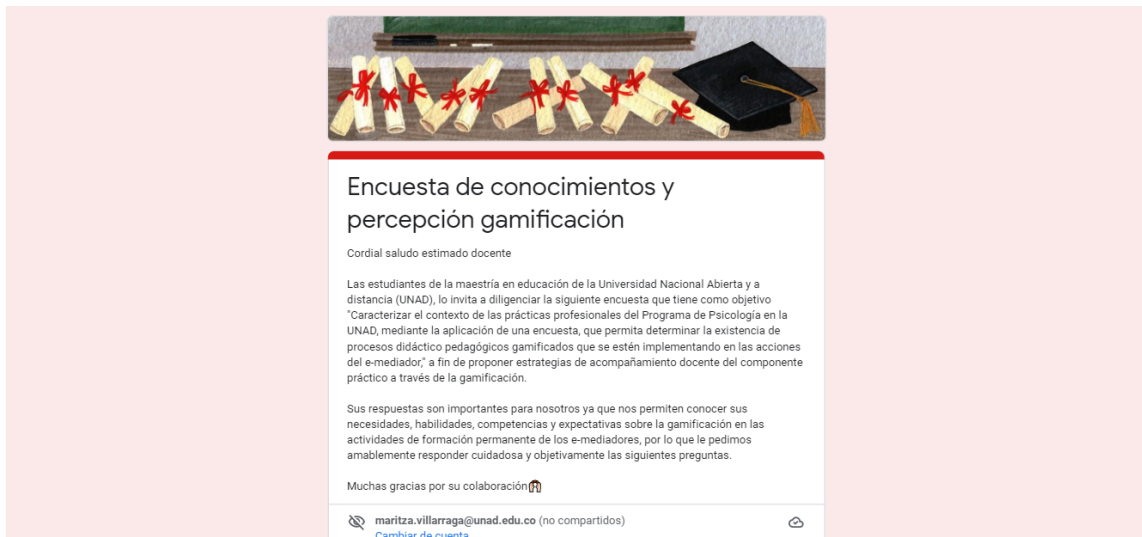 Encuesta de conocimientos y
percepción gamificación
Cordial saludo estimado docente
Las estudiantes de la maestría en educación de la Universidad Nacional Abierta y a
distancia (UNAD), lo invita a diligenciar la siguiente encuesta que tiene como objetivo
"Caracterizar el contexto de las prácticas profesionales del Programa de Psicología en la
UNAD, mediante la aplicación de una encuesta, que permita determinar la existencia de
procesos didáctico pedagógicos gamificados que se estén implementando en las acciones
del e-mediador," a fin de proponer estrategias de acompañamiento docente del componente
práctico a través de la gamificación.
Sus respuestas son importantes para nosotros ya que nos permiten conocer sus
necesidades, habilidades, competencias y expectativas sobre la gamificación en las
actividades de formación permanente de los e-mediadores, por lo que le pedimos
amablemente responder cuidadosa y objetivamente las siguientes preguntas.
Muchas gracias por su colaboración
maritza.villarraga@unad.edu.co (no compartidos)
Cambiar de cuenta